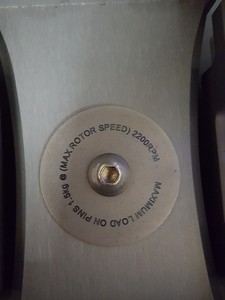 MAXIMUM LOAD ON PINS 1.5KG @ (MAX.ROTOR SPEED) 2200RPM